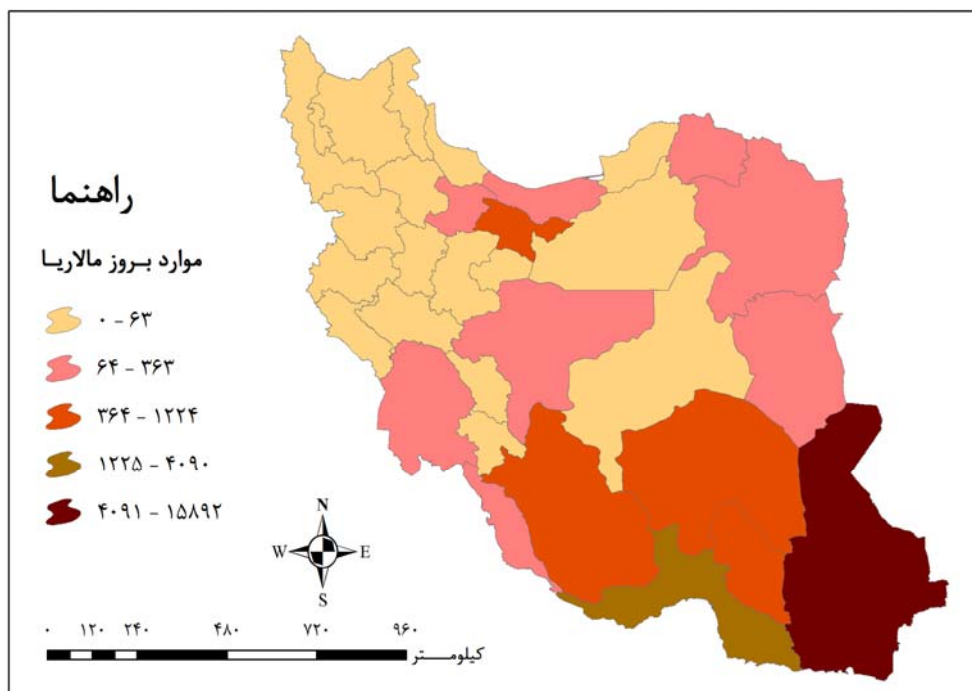 راهنما
موارد بروز مالاریا
۰ - ۶۳
۶۴ - ۳۶۳
۳۶۴ - ۱۲۲۴
۱۲۲۵ - ۴۰۹۰
۴۰۹۱ - ۱۵۸۹۲
N
W E
S
۰ ۱۲۰ ۲۴۰ ۴۸۰ ۷۲۰ ۹۶۰
کیلومتر